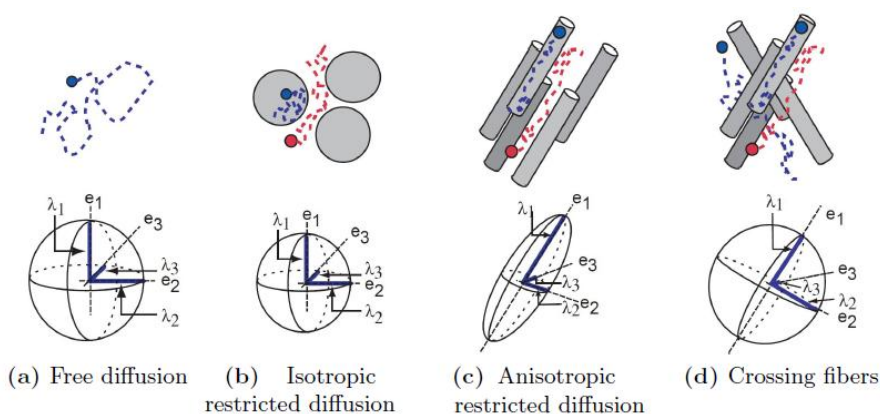 λ1
e1
e3
λ3
e2
λ2
λ1
e1
e3
λ3
e2
λ2
λ1
e1
e3
λ3
e2
λ2
λ1
e1
e3
λ3
λ2
e2
(a) Free diffusion
(b) Isotropic
restricted diffusion
(c) Anisotropic
restricted diffusion
(d) Crossing fibers